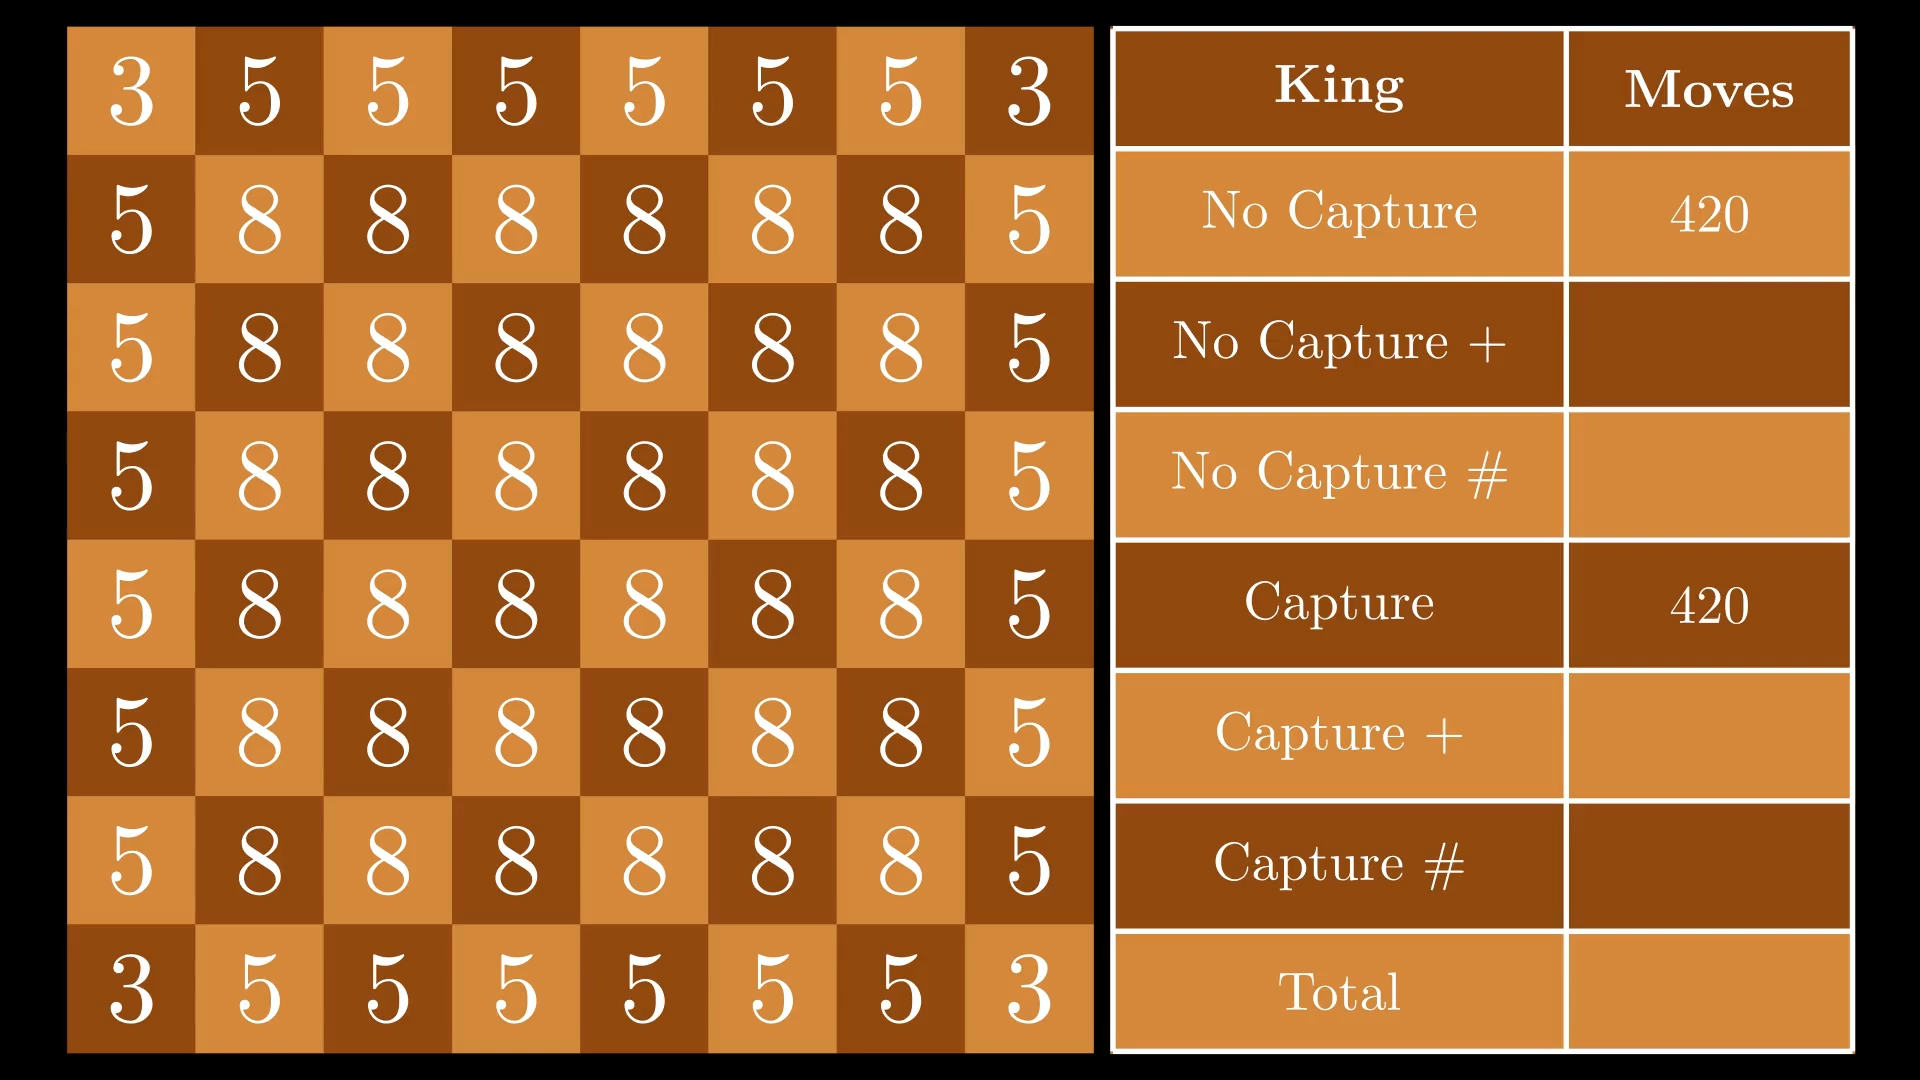 3 5 5 5 5 5 5 3
5 8 8 8 8 8 8 5
5 8 8 8 8 8 8 5
5 8 8 8 8 8 8 5
5 8 8 8 8 8 8 5
5 8 8 8 8 8 8 5
5 8 8 8 8 8 8 5
3 5 5 5 5 5 5 3
King Moves
No Capture 420
No Capture +
No Capture #
Capture 420
Capture +
Capture #
Total